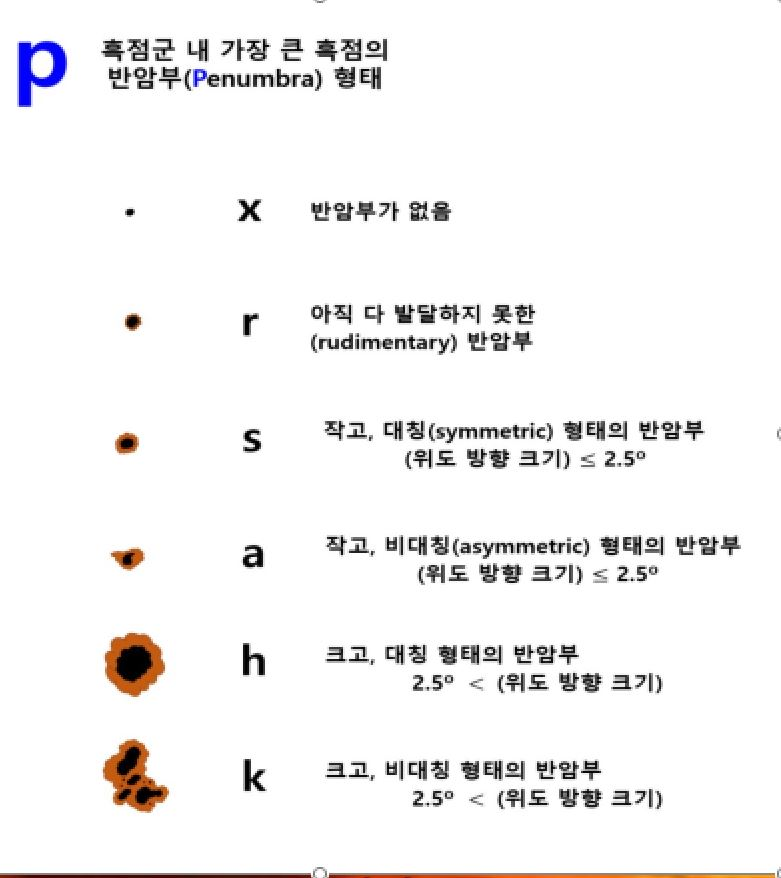 p
흑점군 내 가장 큰 흑점의
반암부(Penumbra) 형태
x 반암부가 없음
r 아직 다 발달하지 못한
(rudimentary) 반암부
s 작고, 대칭(symmetric) 형태의 반암부
(위도 방향 크기) ≤ 2.5º
a 작고, 비대칭(asymmetric) 형태의 반암부
(위도 방향 크기) ≤ 2.5º
h 크고, 대칭 형태의 반암부
2.5º < (위도 방향 크기)
k 크고, 비대칭 형태의 반암부
2.5º < (위도 방향 크기)